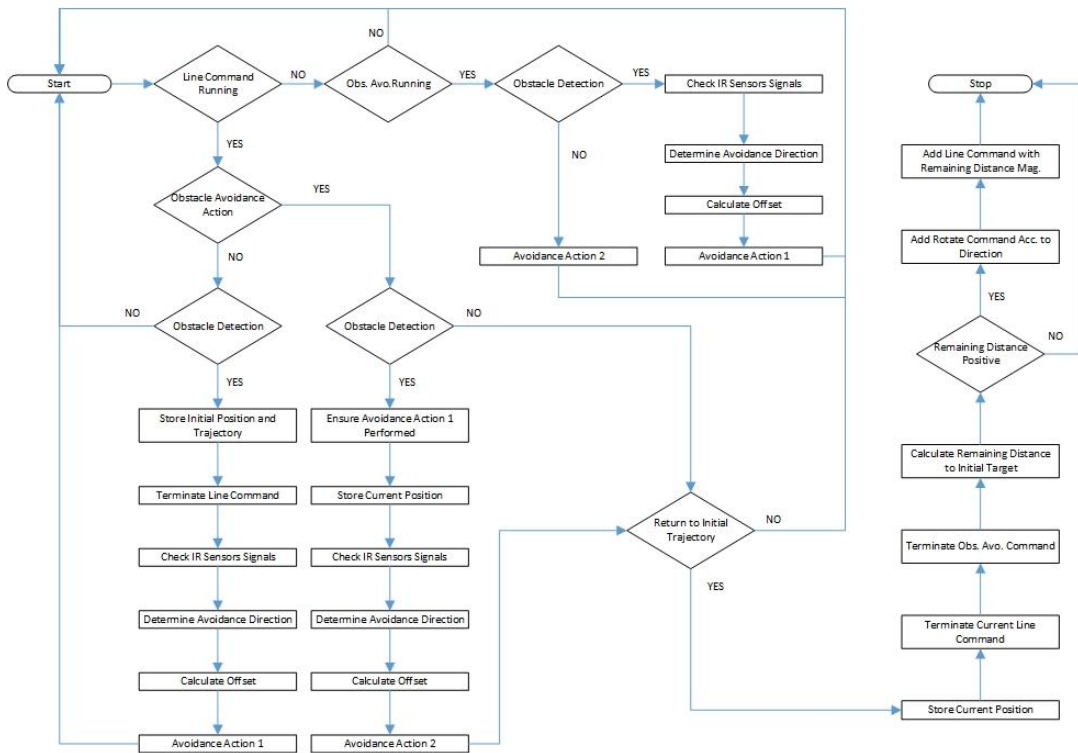 NO
Start
Line Command
Running
NO
Obs. Avo.Running
YES
Obstacle Detection
YES
Check IR Sensors Signals
Stop
YES
NO
Determine Avoidance Direction
Add Line Command with
Remaining Distance Mag.
Obstacle Avoidance
Action
YES
Calculate Offset
NO
Avoidance Action 2
Avoidance Action 1
Add Rotate Command Acc. to
Direction
YES
NO
Obstacle Detection
Obstacle Detection
NO
Remaining Distance
Positive
NO
YES
YES
Store Initial Position and
Trajectory
Ensure Avoidance Action 1
Performed
Calculate Remaining Distance
to Initial Target
Terminate Line Command
Store Current Position
Return to Initial
Trajectory
NO
Terminate Obs. Avo. Command
Check IR Sensors Signals
Check IR Sensors Signals
YES
Determine Avoidance Direction
Determine Avoidance Direction
Terminate Current Line
Command
Calculate Offset
Calculate Offset
Store Current Position
Avoidance Action 1
Avoidance Action 2